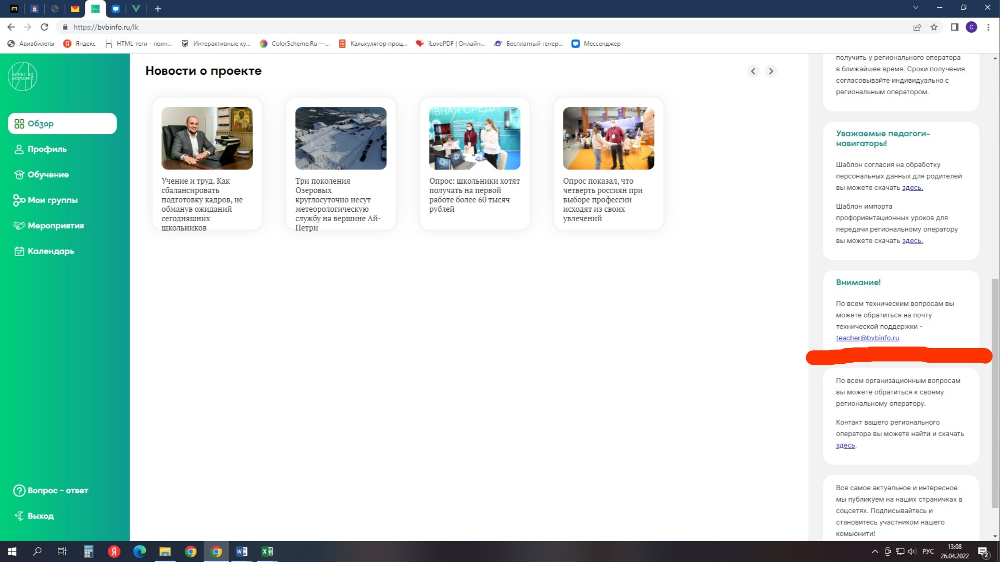 https://bvbinfo.ru/lk
С
Авиабилеты
Яндекс
HTML-теги - полн...
Интерактивные ку...
ColorScheme.Ru —...
Калькулятор проц...
iLovePDF | Онлайн...
Бесплатный генер...
Мессенджер
БИЛЕТ В
БУДУЩЕЕ
Обзор
Профиль
Обучение
Мои группы
Мероприятия
Календарь
Вопрос - ответ
Выход
Новости о проекте
Учение и труд. Как
сбалансировать
подготовку кадров, не
обманув ожиданий
сегодняшних
школьников
Три поколения
Озеровых
круглосуточно несут
метеорологическую
службу на вершине Ай-
Петри
ИВНАЯ СРЕДА
#ИСКУССТВО
Опрос: школьники хотят
получать на первой
работе более 60 тысяч
рублей
Опрос показал, что
четверть россиян при
выборе профессии
исходят из своих
увлечений
получить у регионального оператора
в ближайшее время. Сроки получения
согласовывайте индивидуально с
региональным оператором.
Уважаемые педагоги-
навигаторы!
Шаблон согласия на обработку
персональных данных для родителей
вы можете скачать здесь.
Шаблон импорта
профориентационных уроков для
передачи региональному оператору
вы можете скачать здесь.
Внимание!
По всем техническим вопросам вы
можете обратиться на почту
технической поддержки -
teacher@bvbinfo.ru
По всем организационным вопросам
вы можете обратиться к своему
региональному оператору.
Контакт вашего регионального
оператора вы можете найти и скачать
здесь.
Все самое актуальное и интересное
мы публикуем на наших страничках в
соцсетях. Подписывайтесь и
становитесь участником нашего
комьюнити!
РУС
13:08
26.04.2022
2